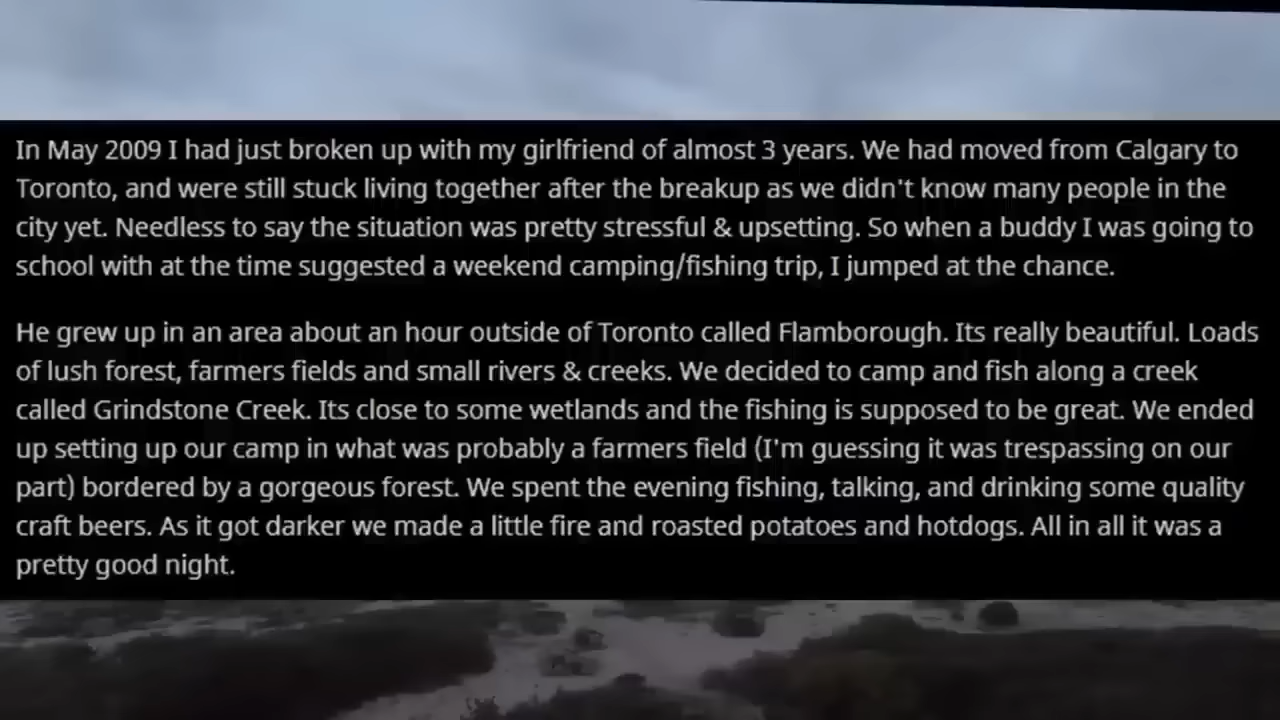 In May 2009 I had just broken up with my girlfriend of almost 3 years. We had moved from Calgary to
Toronto, and were still stuck living together after the breakup as we didn't know many people in the
city yet. Needless to say the situation was pretty stressful & upsetting. So when a buddy I was going to
school with at the time suggested a weekend camping/fishing trip, I jumped at the chance.
He grew up in an area about an hour outside of Toronto called Flamborough. Its really beautiful. Loads
of lush forest, farmers fields and small rivers & creeks. We decided to camp and fish along a creek
called Grindstone Creek. Its close to some wetlands and the fishing is supposed to be great. We ended
up setting up our camp in what was probably a farmers field (I'm guessing it was trespassing on our
part) bordered by a gorgeous forest. We spent the evening fishing, talking, and drinking some quality
craft beers. As it got darker we made a little fire and roasted potatoes and hotdogs. All in all it was a
pretty good night.